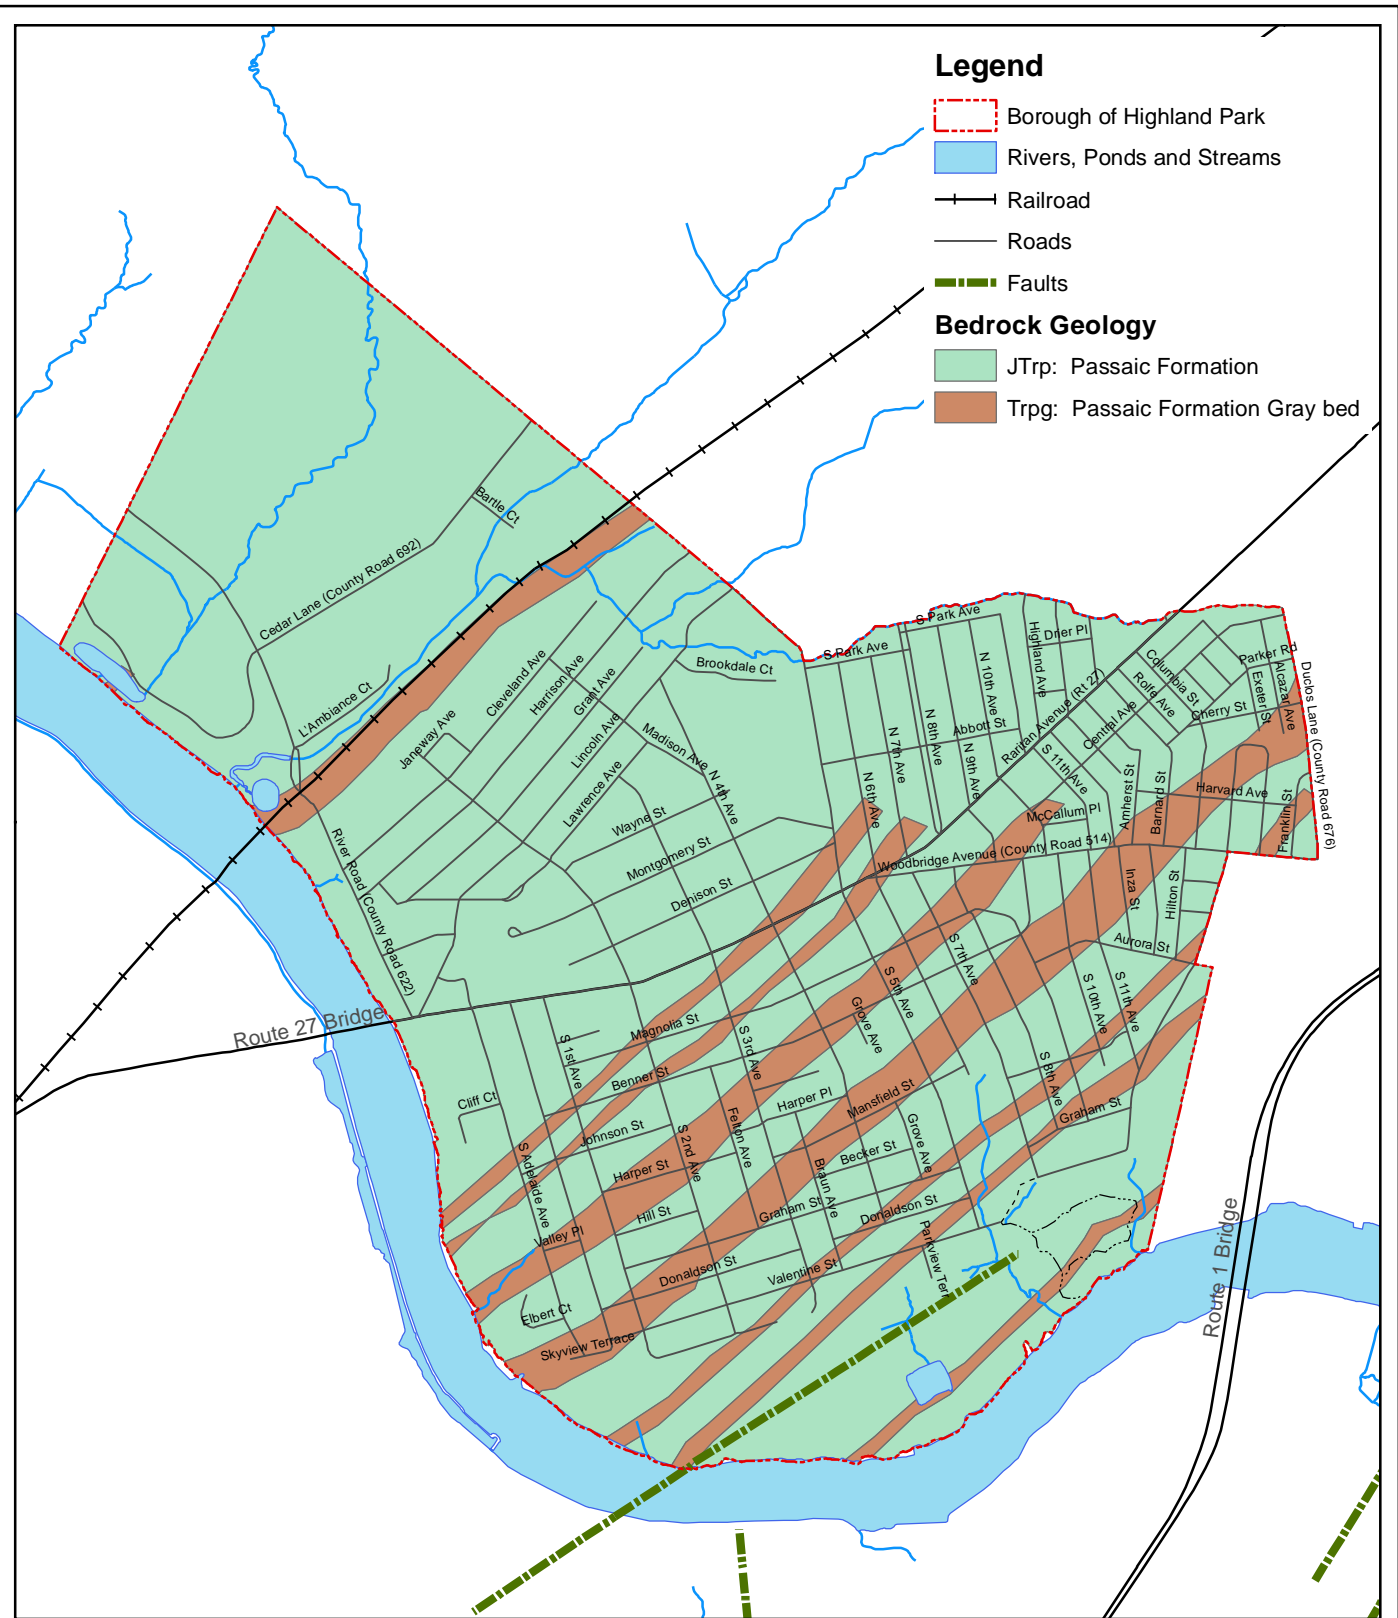 Legend
Borough of Highland Park
Rivers, Ponds and Streams
Railroad
Roads
Faults
Bedrock Geology
JTrp: Passaic Formation
Trpg: Passaic Formation Gray bed
Bartle Ct
Cedar Lane (County Road 692)
L'Ambiance Ct
Janeway Ave
Cleveland Ave
Harrison Ave
Grant Ave
Lincoln Ave
Lawrence Ave
Madison Ave
Brookdale Ct
N 4th Ave
Wayne St
Montgomery St
Denison St
River Road (County Road 622)
S Park Ave
S Park Ave
N 6th Ave
N 7th Ave
N 8th Ave
N 9th Ave
N 10th Ave
Highland Ave
Drier Pl
Abbott St
Raritan Avenue (Rt 27)
Columbia St
Rolfe Ave
Central Ave
Cherry St
Parker Rd
Exeter St
Alcazar Ave
Duclos Lane (County Road 676)
S 11th Ave
Amherst St
Barnard St
Harvard Ave
Franklin St
McCallum Pl
Woodbridge Avenue (County Road 514)
Inza St
Hilton St
Aurora St
S 7th Ave
S 5th Ave
S 10th Ave
S 11th Ave
Grove Ave
Route 27 Bridge
Magnolia St
S 1st Ave
S 3rd Ave
Benner St
Cliff Ct
Johnson St
Harper St
S 2nd Ave
Felton Ave
Harper Pl
Mansfield St
S 8th Ave
Graham St
Becker St
Grove Ave
Braun Ave
S Adelaide Ave
Valley Pl
Hill St
Graham St
Donaldson St
Parkview Terr
Donaldson St
Valentine St
Elbert Ct
Skyview Terrace
Route 1 Bridge